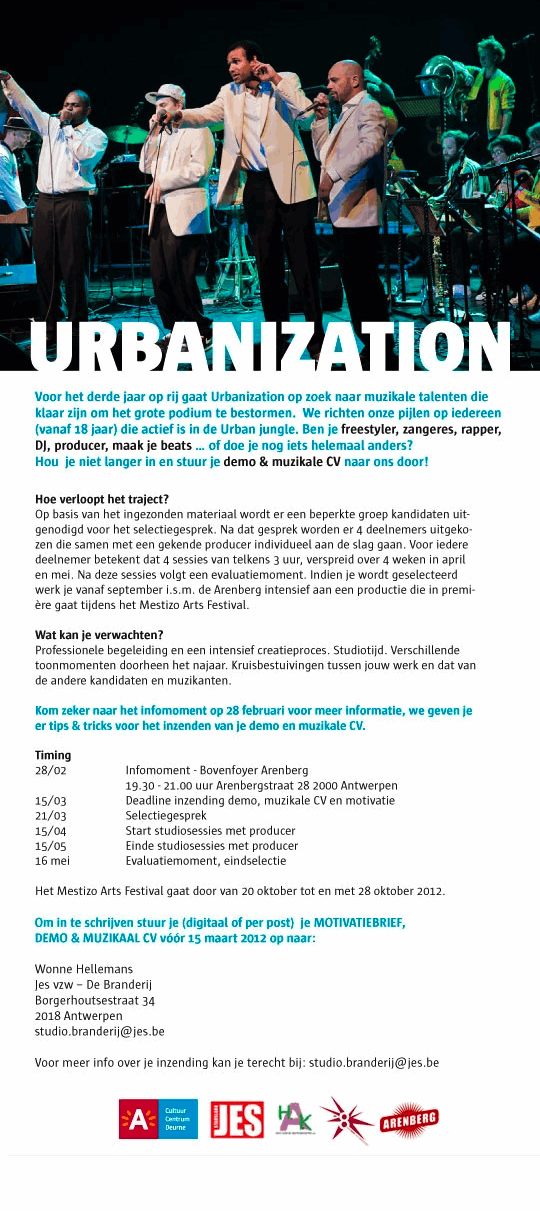 URBANIZATION
Voor het derde jaar op rij gaat Urbanization op zoek naar muzikale talenten die
klaar zijn om het grote podium te bestormen. We richten onze pijlen op iedereen
(vanaf 18 jaar) die actief is in de Urban jungle. Ben je freestyler, zangeres, rapper,
DJ, producer, maak je beats ... of doe je nog iets helemaal anders?
Hou je niet langer in en stuur je demo & muzikale CV naar ons door!
Hoe verloopt het traject?
Op basis van het ingezonden materiaal wordt er een beperkte groep kandidaten uit-
genodigd voor het selectiegesprek. Na dat gesprek worden er 4 deelnemers uitgeko-
zen die samen met een gekende producer individueel aan de slag gaan. Voor iedere
deelnemer betekent dat 4 sessies van telkens 3 uur, verspreid over 4 weken in april
en mei. Na deze sessies volgt een evaluatiemoment. Indien je wordt geselecteerd
werk je vanaf september i.s.m. de Arenberg intensief aan een productie die in premi-
ère gaat tijdens het Mestizo Arts Festival.
Wat kan je verwachten?
Professionele begeleiding en een intensief creatieproces. Studiotijd. Verschillende
toonmomenten doorheen het najaar. Kruisbestuivingen tussen jouw werk en dat van
de andere kandidaten en muzikanten.
Kom zeker naar het infomoment op 28 februari voor meer informatie, we geven je
er tips & tricks voor het inzenden van je demo en muzikale CV.
Timing
28/02 Infomoment - Bovenfoyer Arenberg
19.30 - 21.00 uur Arenbergstraat 28 2000 Antwerpen
15/03 Deadline inzending demo, muzikale CV en motivatie
21/03 Selectiegesprek
15/04 Start studiosessies met producer
15/05 Einde studiosessies met producer
16 mei Evaluatiemoment, eindselectie
Het Mestizo Arts Festival gaat door van 20 oktober tot en met 28 oktober 2012.
Om in te schrijven stuur je (digitaal of per post) je MOTIVATIEBRIEF,
DEMO & MUZIKAAL CV vóór 15 maart 2012 op naar:
Wonne Hellemans
Jes vzw – De Branderij
Borgerhoutsestraat 34
2018 Antwerpen
studio.branderij@jes.be
Voor meer info over je inzending kan je terecht bij: studio.branderij@jes.be
A Cultuur
Centrum
Deurne
JES
HAK
ARENBERG